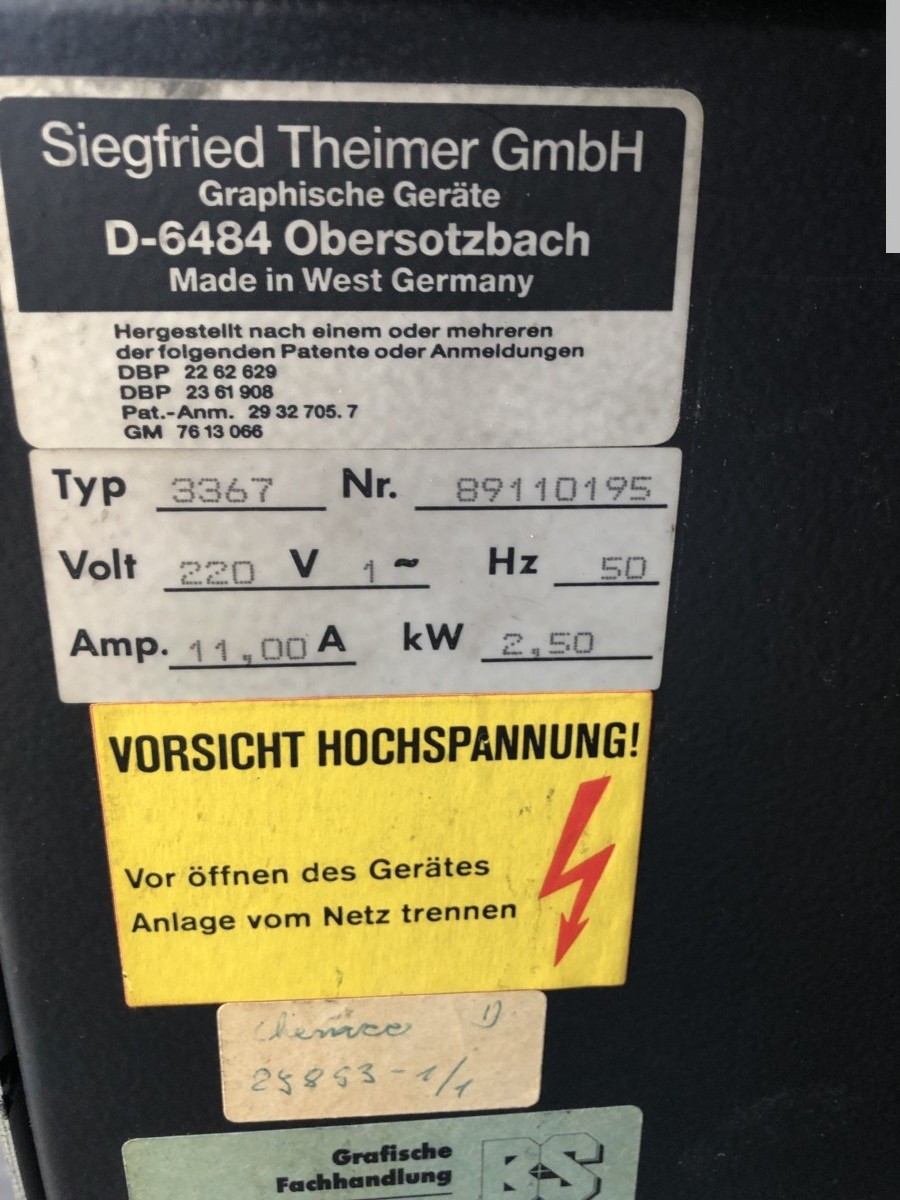 Siegfried Theimer GmbH
Graphische Geräte
D-6484 Obersotzbach
Made in West Germany
Hergestellt nach einem oder mehreren
der folgenden Patente oder Anmeldungen
DBP 22 62 629
DBP 23 61 908
Pat.-Anm. 29 32 705. 7
GM 76 13 066
Typ 3367 Nr. 89110195
Volt 220 V 1 ~ Hz 50
Amp. 11,00 A kW 2,50
VORSICHT HOCHSPANNUNG!
Vor öffnen des Gerätes
Anlage vom Netz trennen
D
Grafische
Fachhandlung
BS